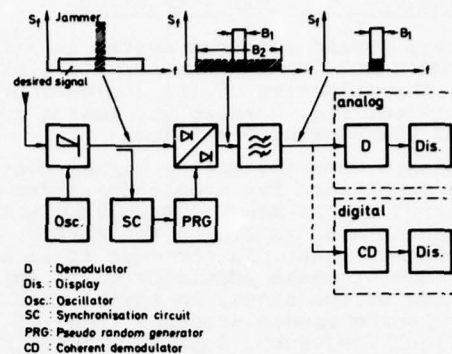 Sf Jammer
Sf B1
B2
Sf B1
f
f
f
desired signal
analog
D
Dis.
Osc.
SC
PRG
digital
CD
Dis.
D : Demodulator
Dis. : Display
Osc.: Oscillator
SC : Synchronisation circuit
PRG: Pseudo random generator
CD : Coherent demodulator